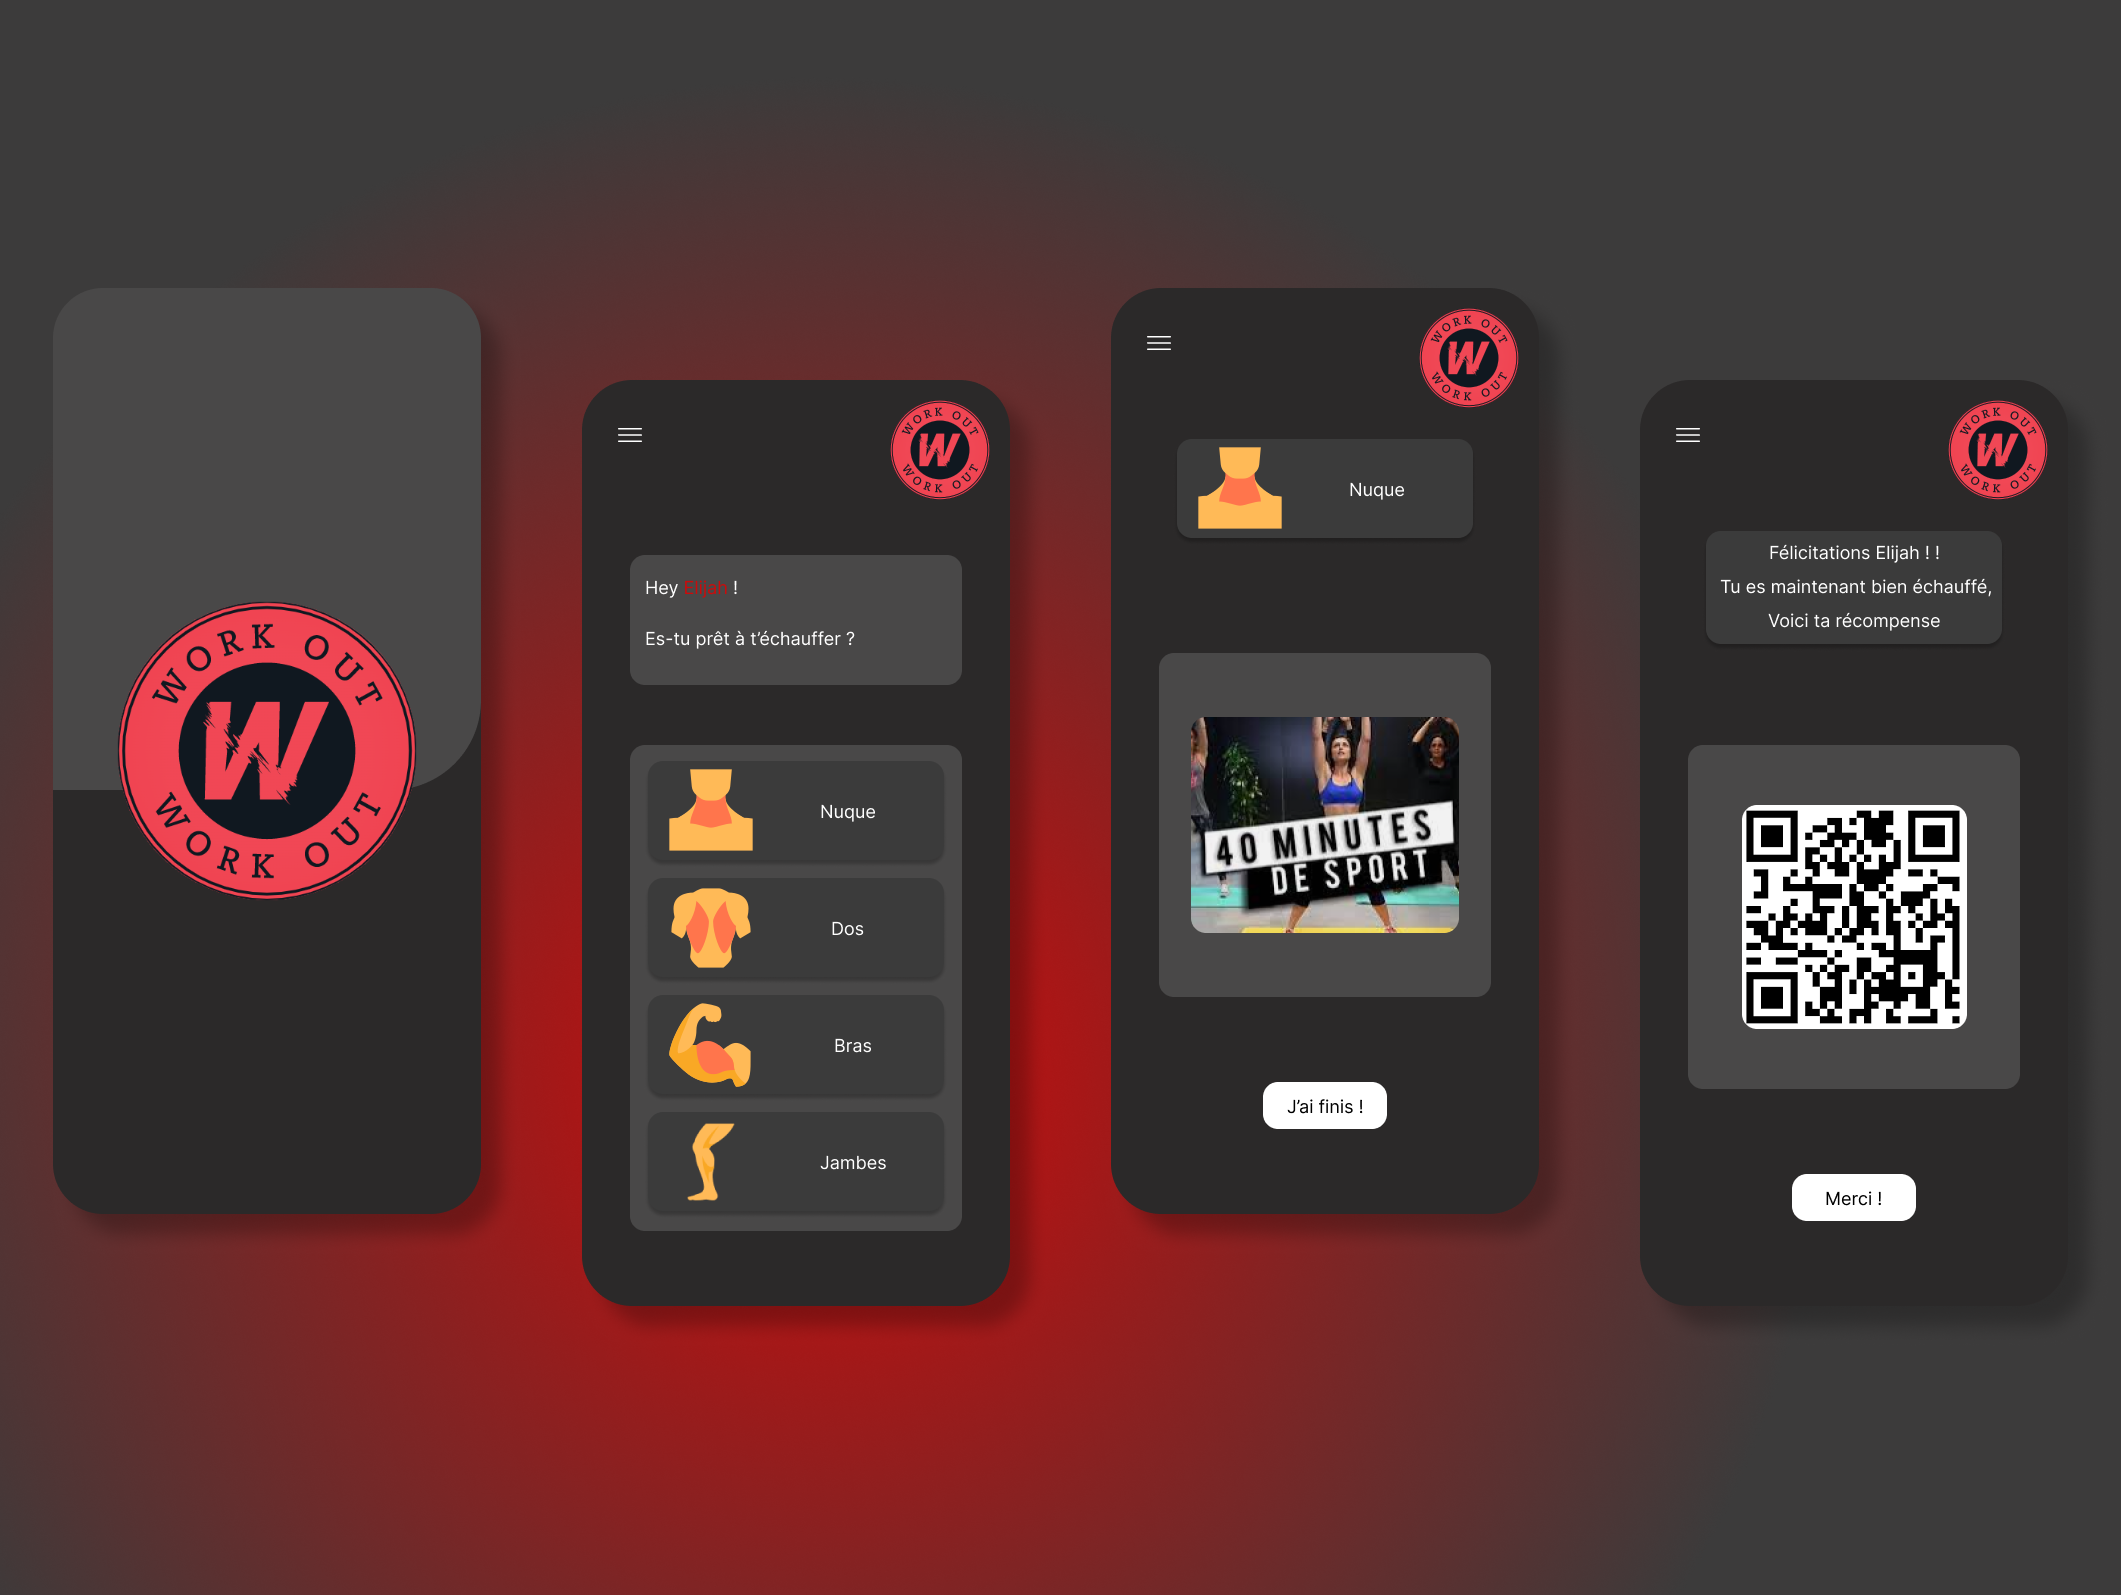 WORK OUT
W
WORK OUT
WORK OUT
W
WORK OUT
Hey Elijah !
Es-tu prêt à t’échauffer ?
Nuque
Dos
Bras
Jambes
WORK OUT
W
WORK OUT
Nuque
40 MINUTES
DE SPORT
J’ai finis !
WORK OUT
W
WORK OUT
Félicitations Elijah ! !
Tu es maintenant bien échauffé,
Voici ta récompense
Merci !